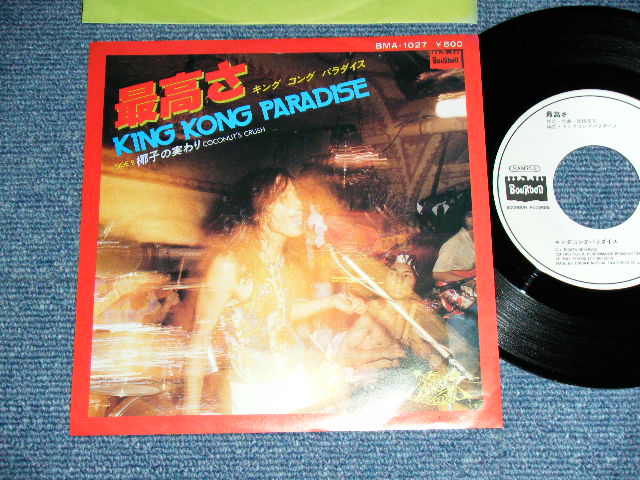 BMA-1027 ¥600
Bourbon
最高さ
キング コング パラダイス
KING KONG PARADISE
SIDE B 椰子の実わり COCONUT'S CRUSH
最高さ
SAMPLE
BOURBON
BOURBON RECORDS
キングコングパラダイス